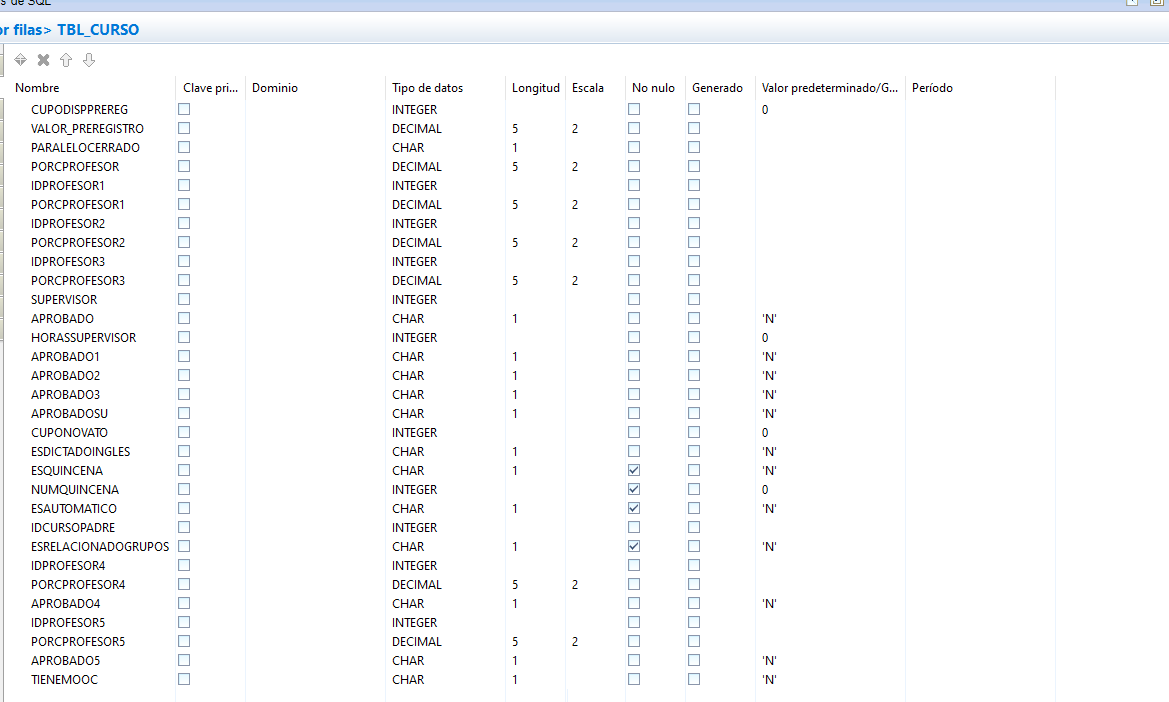 s de SQL
or filas> TBL_CURSO
Nombre Clave pri... Dominio Tipo de datos Longitud Escala No nulo Generado Valor predeterminado/G... Período
CUPODISPPREREG INTEGER 0
VALOR_PREREGISTRO DECIMAL 5 2
PARALELOCERRADO CHAR 1
PORCPROFESOR DECIMAL 5 2
IDPROFESOR1 INTEGER
PORCPROFESOR1 DECIMAL 5 2
IDPROFESOR2 INTEGER
PORCPROFESOR2 DECIMAL 5 2
IDPROFESOR3 INTEGER
PORCPROFESOR3 DECIMAL 5 2
SUPERVISOR INTEGER
APROBADO CHAR 1 'N'
HORASSUPERVISOR INTEGER 0
APROBADO1 CHAR 1 'N'
APROBADO2 CHAR 1 'N'
APROBADO3 CHAR 1 'N'
APROBADOSU CHAR 1 'N'
CUPONOVATO INTEGER 0
ESDICTADOINGLES CHAR 1 'N'
ESQUINCENA CHAR 1 'N'
NUMQUINCENA INTEGER 0
ESAUTOMATICO CHAR 1 'N'
IDCURSOPADRE INTEGER
ESRELACIONADOGRUPOS CHAR 1 'N'
IDPROFESOR4 INTEGER
PORCPROFESOR4 DECIMAL 5 2
APROBADO4 CHAR 1 'N'
IDPROFESOR5 INTEGER
PORCPROFESOR5 DECIMAL 5 2
APROBADO5 CHAR 1 'N'
TIENEMOOC CHAR 1 'N'